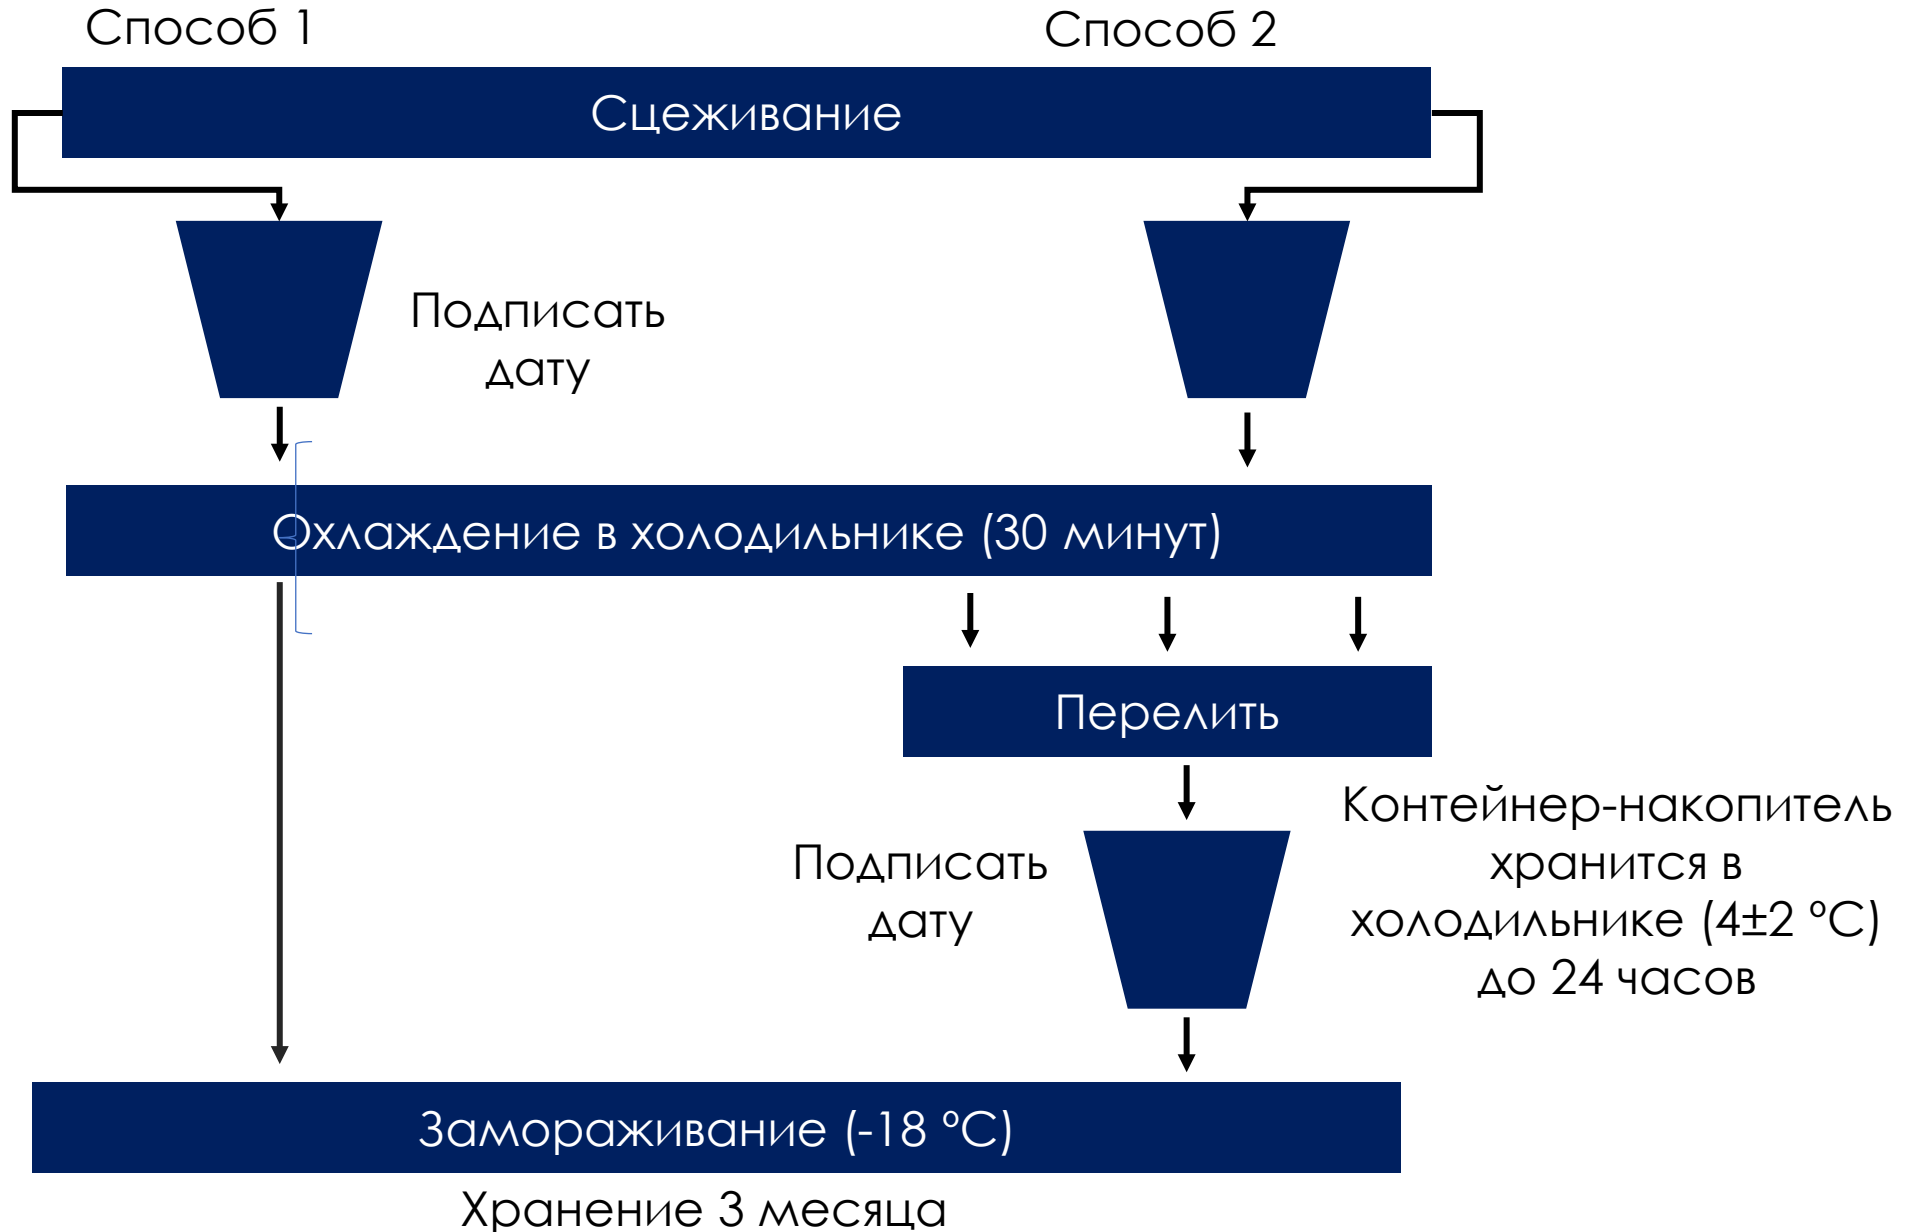 Способ 1
Способ 2
Сцеживание
Подписать
дату
Охлаждение в холодильнике (30 минут)
Перелить
Подписать
дату
Контейнер-накопитель
хранится в
холодильнике (4±2 °C)
до 24 часов
Замораживание (-18 °C)
Хранение 3 месяца